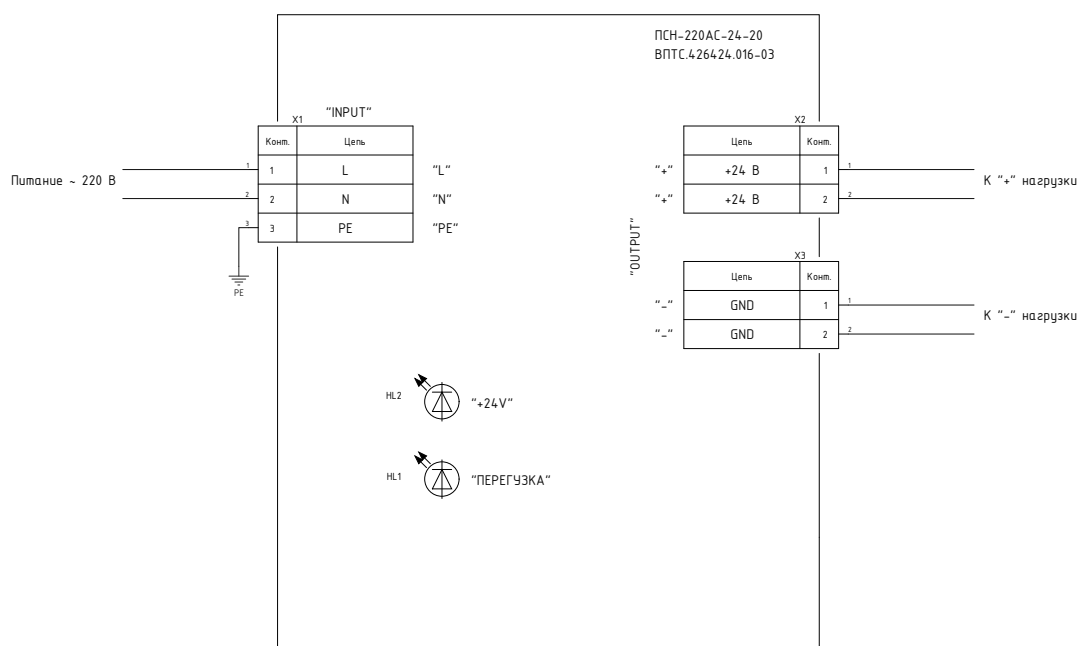 ПСН-220AC-24-20
ВПТС.426424.016-03
X1 "INPUT"
Конт. Цепь
Питание ~ 220 В
1 1 L "L"
2 2 N "N"
3 3 PE "PE"
PE
"OUTPUT"
X2
Цепь Конт.
"+" +24 В 1 1
"+" +24 В 2 2
К "+" нагрузки
X3
Цепь Конт.
"-" GND 1 1
"-" GND 2 2
К "-" нагрузки
HL2 "+24V"
HL1 "ПЕРЕГУЗКА"